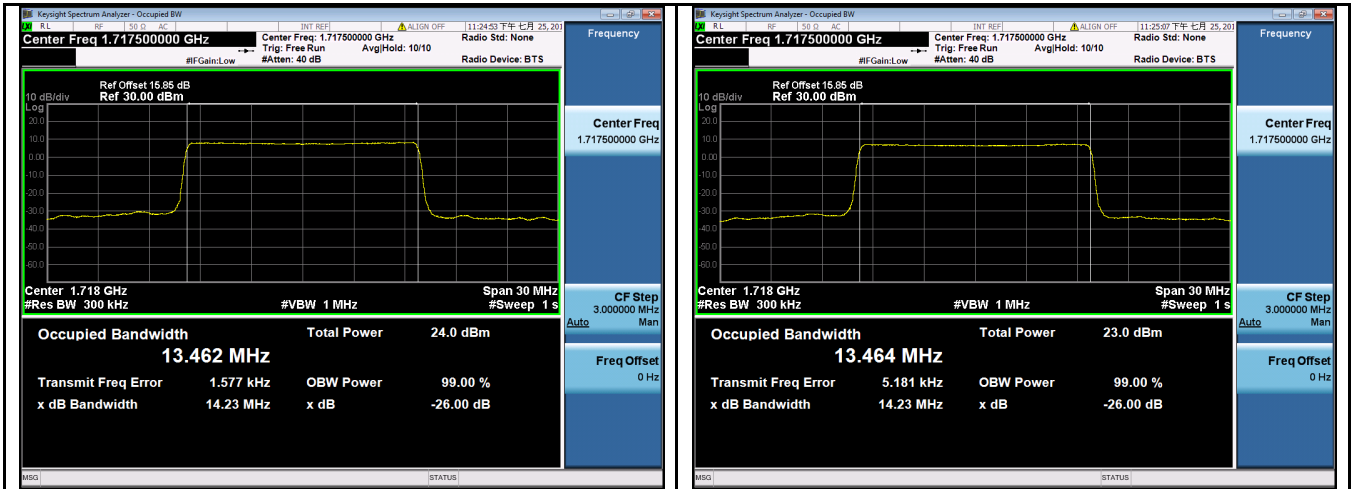 Keysight Spectrum Analyzer - Occupied BW
LXI RL RF 50 Ω AC INT REF ALIGN OFF 11:24:53 下午 七月 25, 201
Center Freq 1.717500000 GHz
Center Freq: 1.717500000 GHz
Radio Std: None
Trig: Free Run Avg|Hold: 10/10
#IFGain:Low #Atten: 40 dB Radio Device: BTS
Ref Offset 15.85 dB
10 dB/div Ref 30.00 dBm
Log
20.0
10.0
0.00
-10.0
-20.0
-30.0
-40.0
-50.0
-60.0
Center 1.718 GHz Span 30 MHz
#Res BW 300 kHz #VBW 1 MHz #Sweep 1 s
Occupied Bandwidth Total Power 24.0 dBm
13.462 MHz
Transmit Freq Error 1.577 kHz OBW Power 99.00 %
x dB Bandwidth 14.23 MHz x dB -26.00 dB
MSG STATUS
Frequency
Center Freq
1.717500000 GHz
CF Step
3.000000 MHz
Auto Man
Freq Offset
0 Hz
Keysight Spectrum Analyzer - Occupied BW
LXI RL RF 50 Ω AC INT REF ALIGN OFF 11:25:07 下午 七月 25, 201
Center Freq 1.717500000 GHz
Center Freq: 1.717500000 GHz
Radio Std: None
Trig: Free Run Avg|Hold: 10/10
#IFGain:Low #Atten: 40 dB Radio Device: BTS
Ref Offset 15.85 dB
10 dB/div Ref 30.00 dBm
Log
20.0
10.0
0.00
-10.0
-20.0
-30.0
-40.0
-50.0
-60.0
Center 1.718 GHz Span 30 MHz
#Res BW 300 kHz #VBW 1 MHz #Sweep 1 s
Occupied Bandwidth Total Power 23.0 dBm
13.464 MHz
Transmit Freq Error 5.181 kHz OBW Power 99.00 %
x dB Bandwidth 14.23 MHz x dB -26.00 dB
MSG STATUS
Frequency
Center Freq
1.717500000 GHz
CF Step
3.000000 MHz
Auto Man
Freq Offset
0 Hz